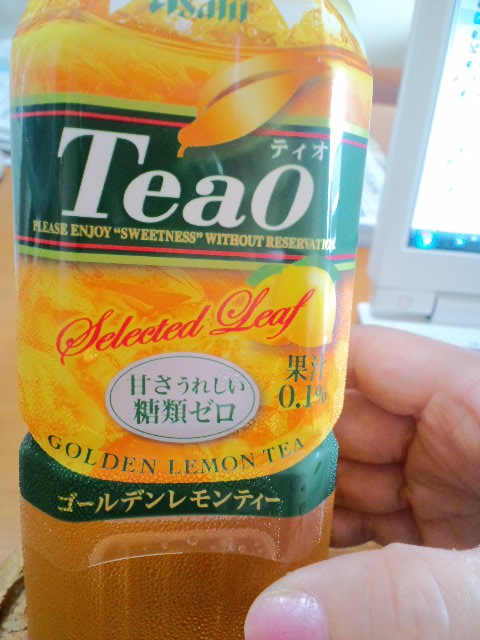 Asahi
ティオ
Teao
PLEASE ENJOY "SWEETNESS" WITHOUT RESERVATION
Selected Leaf
甘さうれしい
糖類ゼロ
果汁
0.1%
GOLDEN LEMON TEA
ゴールデンレモンティー